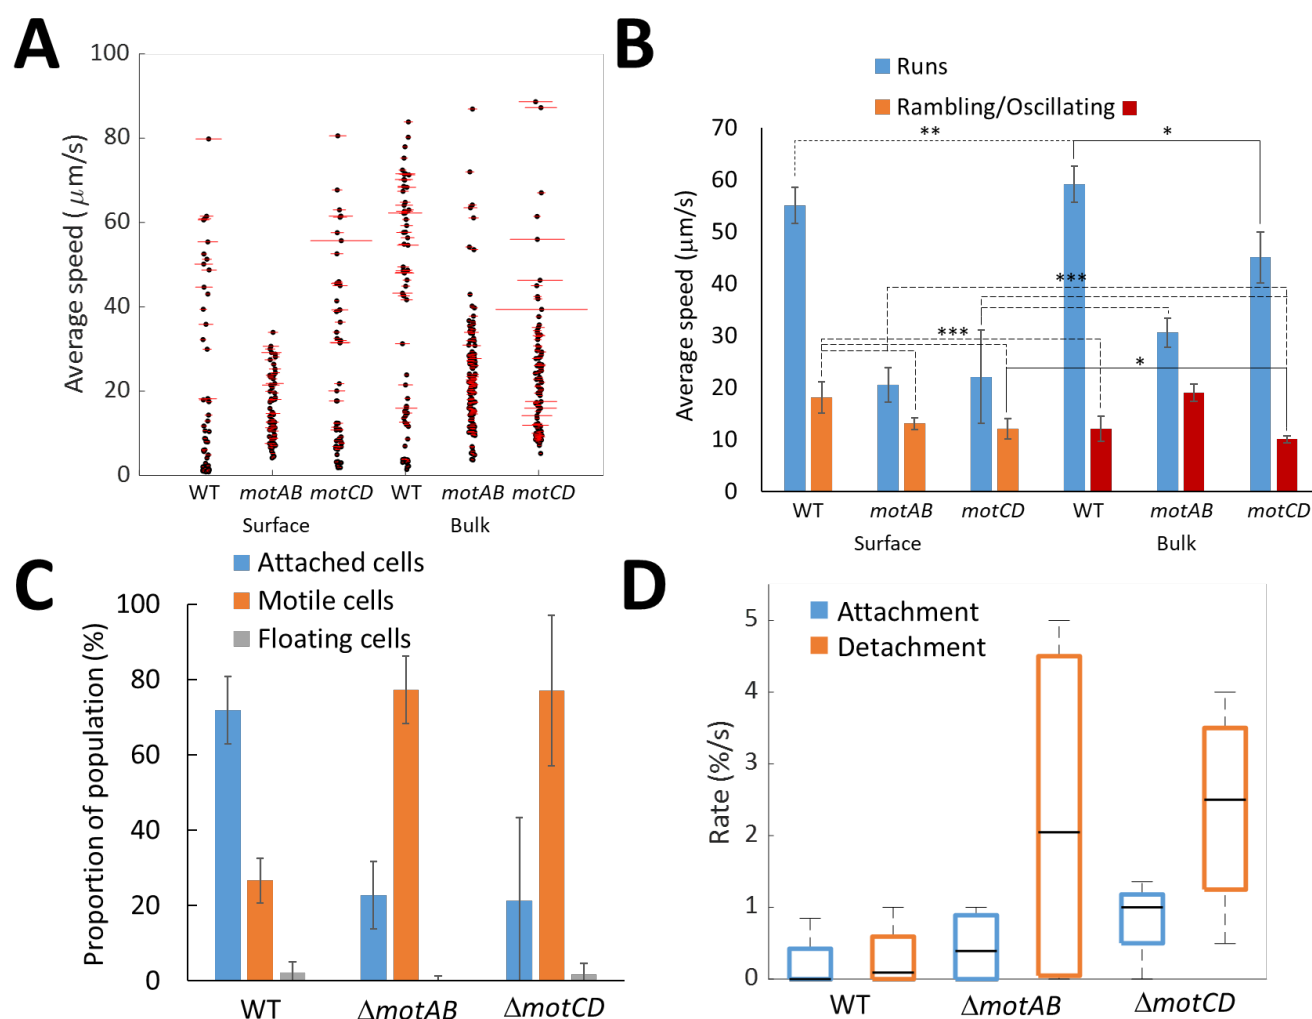 A
100
80
60
40
20
0
Average speed (μm/s)
WT motAB motCD WT motAB motCD
Surface Bulk
B
Runs
Rambling/Oscillating
70
60
50
40
30
20
10
0
Average speed (μm/s)
** *
***
***
*
WT motAB motCD WT motAB motCD
Surface Bulk
C
Attached cells
Motile cells
Floating cells
100
80
60
40
20
0
Proportion of population (%)
WT ΔmotAB ΔmotCD
D
Attachment
Detachment
5
4
3
2
1
0
Rate (%/s)
WT ΔmotAB ΔmotCD